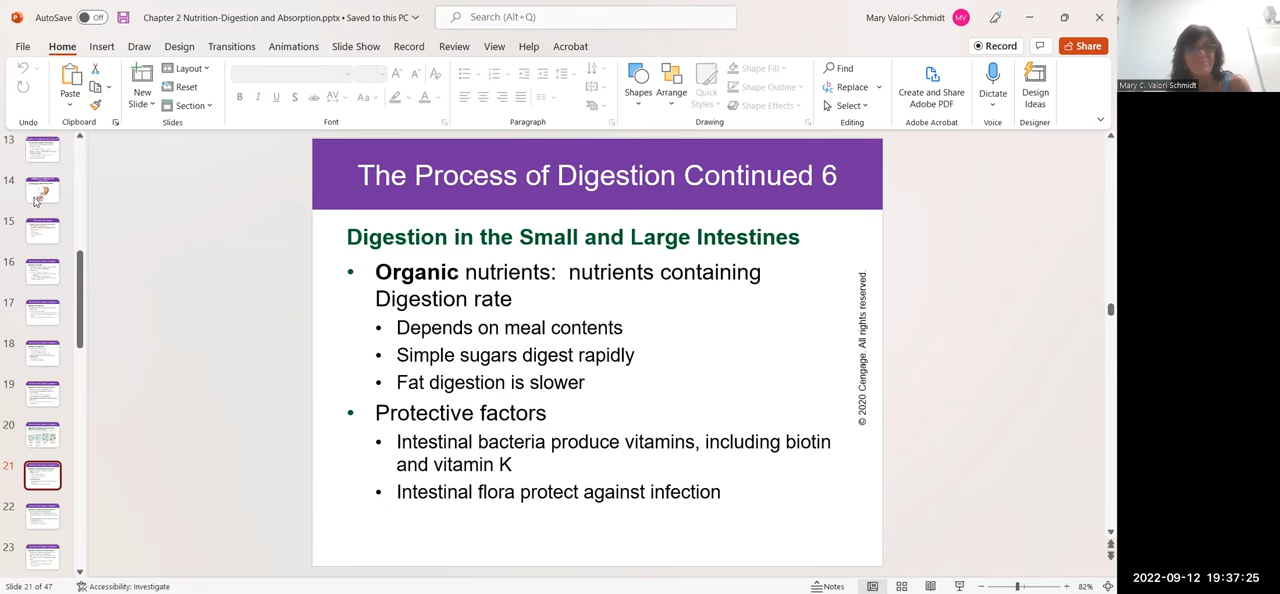 AutoSave Off Chapter 2 Nutrition-Digestion and Absorption.pptx • Saved to this PC Search (Alt+Q) Mary Valori-Schmidt MV
File Home Insert Draw Design Transitions Animations Slide Show Record Review View Help Acrobat Record Share
Paste
New
Slide
Layout
Reset
Section
B I U S ab AV Aa A
Shapes Arrange
Quick
Styles
Shape Fill
Shape Outline
Shape Effects
Find
Replace
Select
Create and Share
Adobe PDF
Dictate
Design
Ideas
Undo Clipboard Slides Font Paragraph Drawing Editing Adobe Acrobat Voice Designer
Mary C. Valori-Schmidt
13
14
15
16
17
18
19
20
21
22
23
The Process of Digestion Continued 6
Digestion in the Small and Large Intestines
• Organic nutrients: nutrients containing
Digestion rate
• Depends on meal contents
• Simple sugars digest rapidly
• Fat digestion is slower
• Protective factors
• Intestinal bacteria produce vitamins, including biotin
and vitamin K
• Intestinal flora protect against infection
© 2020 Cengage. All rights reserved.
Slide 21 of 47 Accessibility: Investigate Notes 82%
2022-09-12 19:37:25